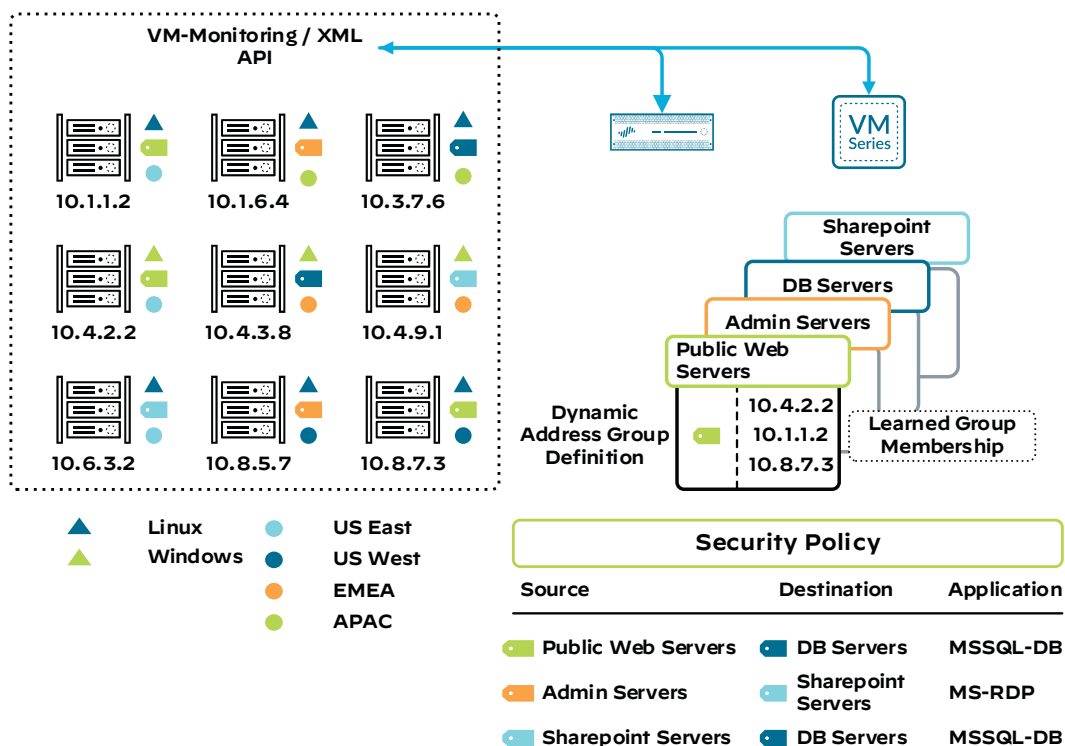 VM-Monitoring / XML
API
VM
Series
10.1.1.2
10.1.6.4
10.3.7.6
10.4.2.2
10.4.3.8
10.4.9.1
10.6.3.2
10.8.5.7
10.8.7.3
Sharepoint
Servers
DB Servers
Admin Servers
Public Web
Servers
Dynamic
Address Group
Definition
10.4.2.2
10.1.1.2
10.8.7.3
Learned Group
Membership
Linux
Windows
US East
US West
EMEA
APAC
Security Policy
Source Destination Application
Public Web Servers DB Servers MSSQL-DB
Admin Servers Sharepoint
Servers MS-RDP
Sharepoint Servers DB Servers MSSQL-DB